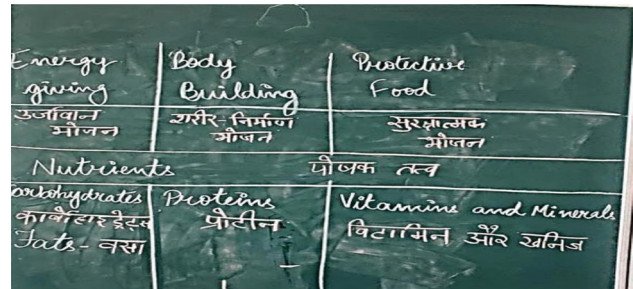 Energy giving
Body Building
Protective Food
उर्जावान भोजन
शरीर-निर्माण भोजन
सुरक्षात्मक भोजन
Nutrients पोषक तत्व
Carbohydrates
कार्बोहाइड्रेट्स
Fats - वसा
Proteins
प्रोटीन
Vitamins and Minerals
विटामिन और खनिज